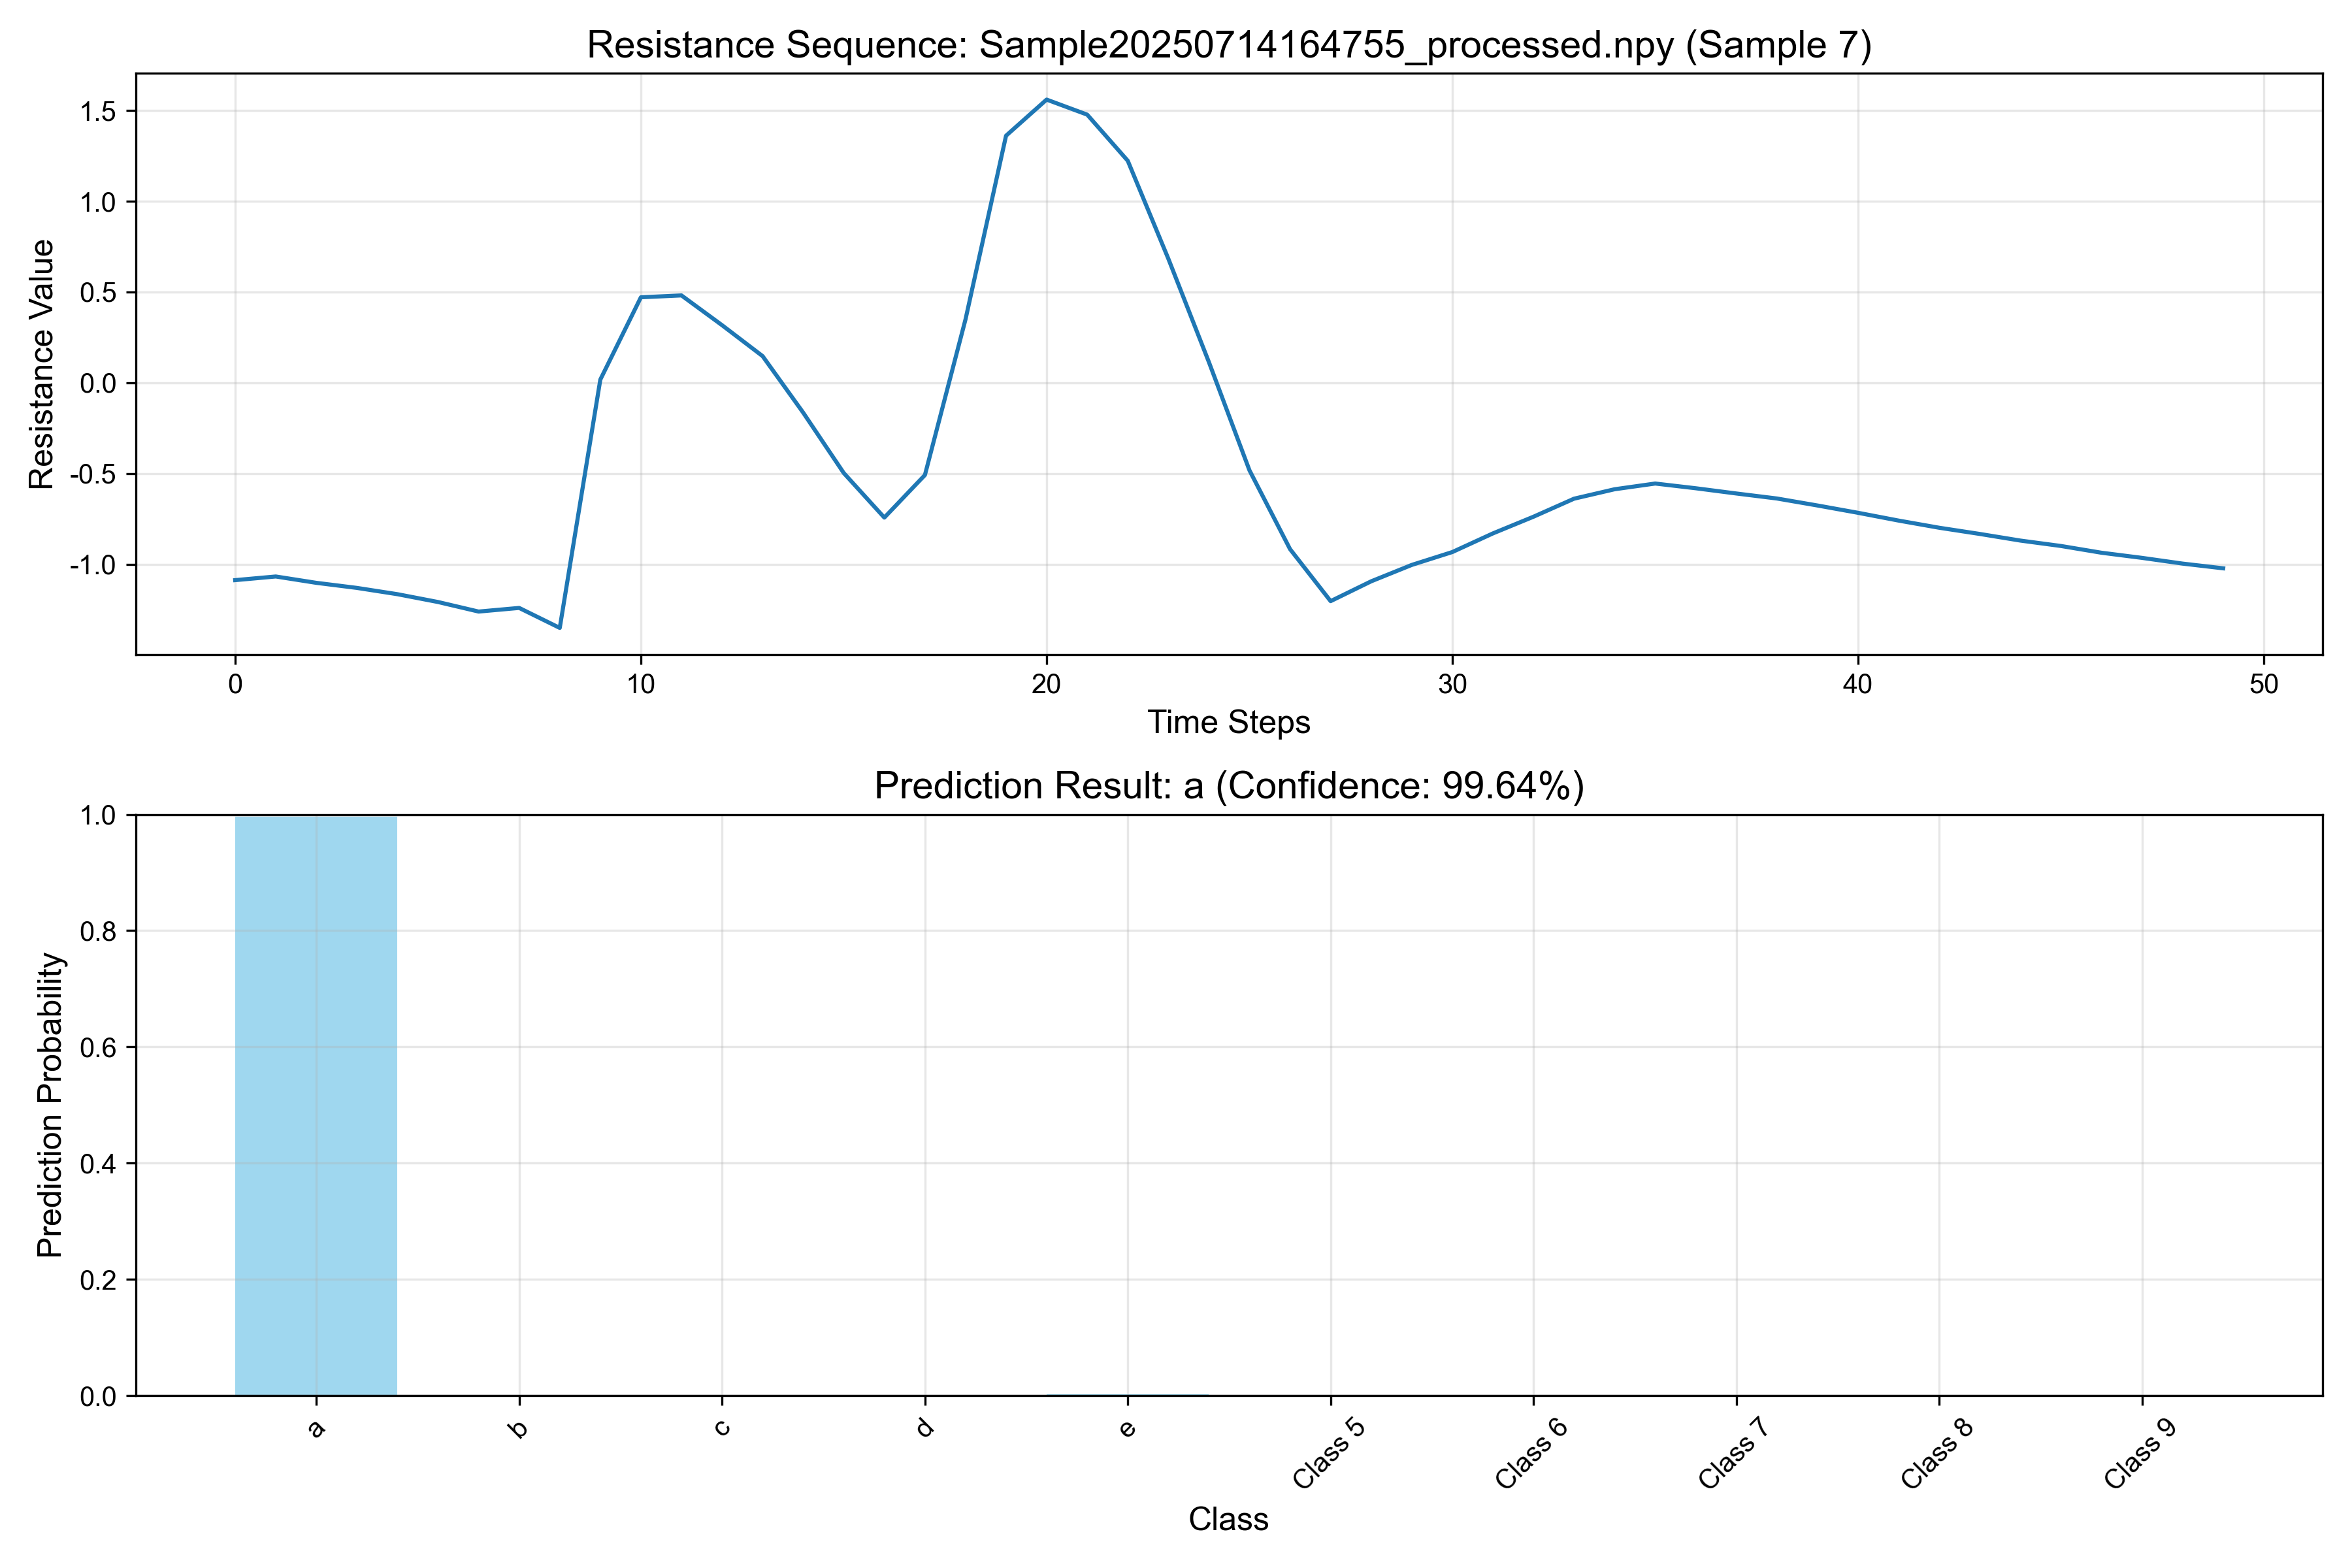 Resistance Sequence: Sample20250714164755_processed.npy (Sample 7)
Resistance Value
1.5
1.0
0.5
0.0
-0.5
-1.0
0 10 20 30 40 50
Time Steps
Prediction Result: a (Confidence: 99.64%)
Prediction Probability
1.0
0.8
0.6
0.4
0.2
0.0
a b c d e Class 5 Class 6 Class 7 Class 8 Class 9
Class